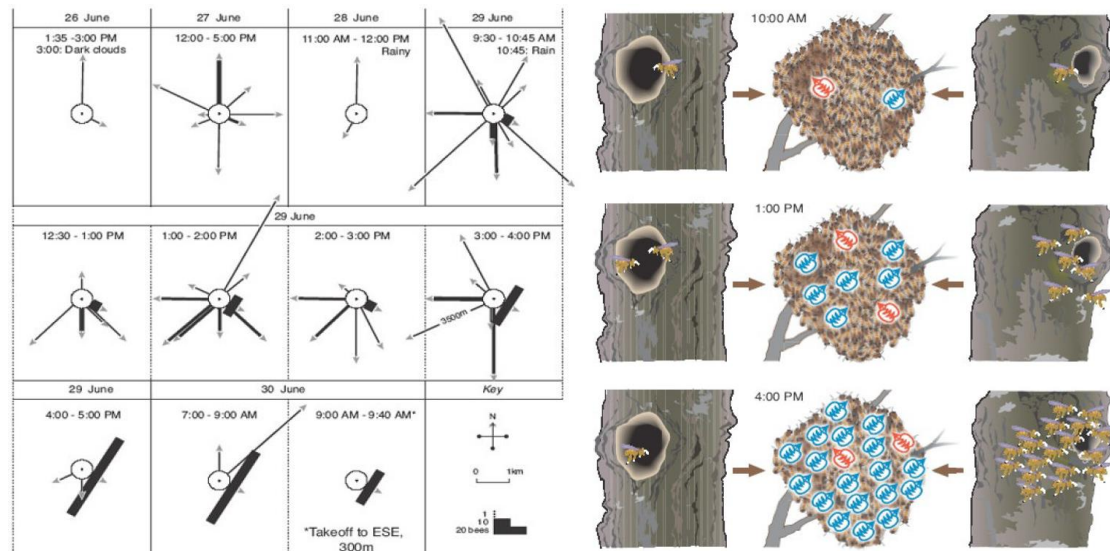 26 June
27 June
28 June
29 June
1:35 -3:00 PM
3:00: Dark clouds
12:00 - 5:00 PM
11:00 AM - 12:00 PM
Rainy
9:30 - 10:45 AM
10:45: Rain
29 June
12:30 - 1:00 PM
1:00 - 2:00 PM
2:00 - 3:00 PM
3:00 - 4:00 PM
3500m
29 June
30 June
Key
4:00 - 5:00 PM
7:00 - 9:00 AM
9:00 AM - 9:40 AM*
N
0 1km
1
10
20 bees
*Takeoff to ESE,
300m
10:00 AM
1:00 PM
4:00 PM